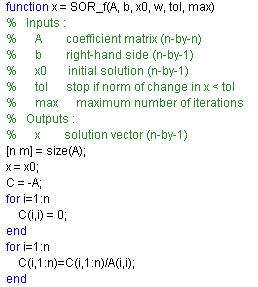 function x = SOR_f(A, b, x0, w, tol, max)
% Inputs :
% A coefficient matrix (n-by-n)
% b right-hand side (n-by-1)
% x0 initial solution (n-by-1)
% tol stop if norm of change in x < tol
% max maximum number of iterations
% Outputs :
% x solution vector (n-by-1)
[n m] = size(A);
x = x0;
C = -A;
for i=1:n
C(i,i) = 0;
end
for i=1:n
C(i,1:n)=C(i,1:n)/A(i,i);
end